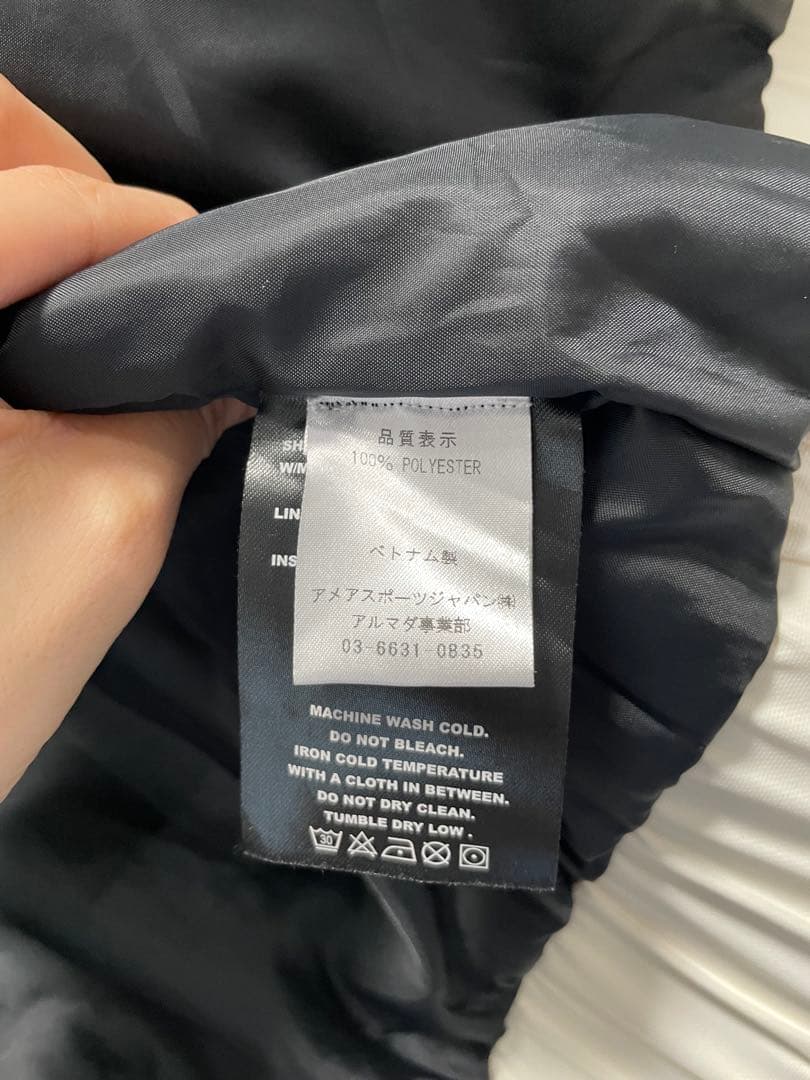 品質表示
100% POLYESTER
ベトナム製
アメアスポーツジャパン㈱
アルマダ事業部
03-6631-0835
MACHINE WASH COLD.
DO NOT BLEACH.
IRON COLD TEMPERATURE
WITH A CLOTH IN BETWEEN.
DO NOT DRY CLEAN.
TUMBLE DRY LOW .
30